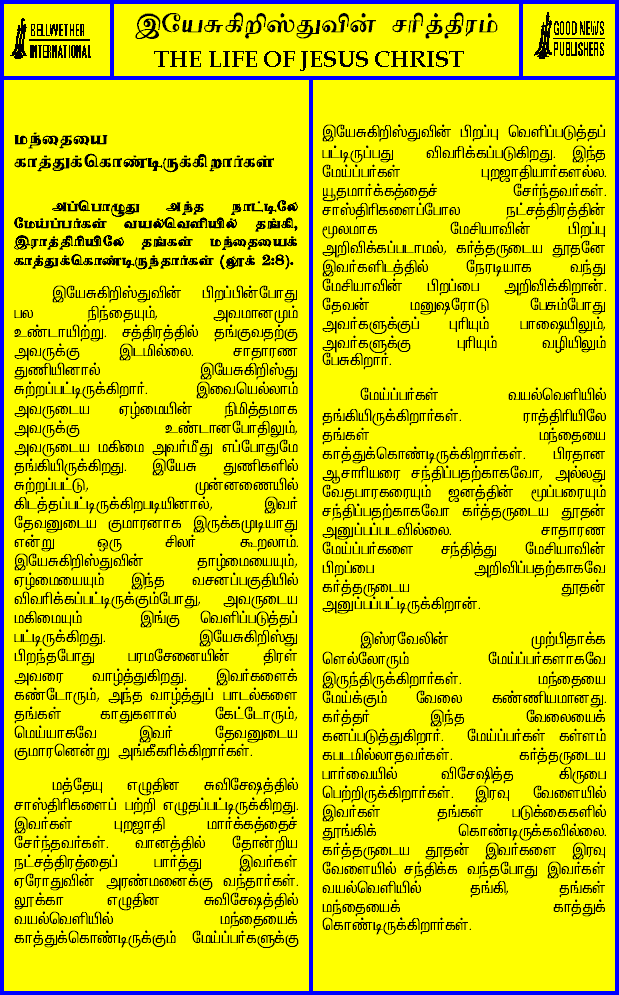 BELLWETHER
INTERNATIONAL
இயேசுகிறிஸ்துவின் சரித்திரம்
THE LIFE OF JESUS CHRIST
GOOD NEWS
PUBLISHERS
மந்தையை
காத்துக்கொண்டிருக்கிறார்கள்
அப்பொழுது அந்த நாட்டிலே
மேய்ப்பர்கள் வயல்வெளியில் தங்கி,
இராத்திரியிலே தங்கள் மந்தையைக்
காத்துக்கொண்டிருந்தார்கள் (லூக் 2:8).
இயேசுகிறிஸ்துவின் பிறப்பின்போது
பல நிந்தையும், அவமானமும்
உண்டாயிற்று. சத்திரத்தில் தங்குவதற்கு
அவருக்கு இடமில்லை. சாதாரண
துணியினால் இயேசுகிறிஸ்து
சுற்றப்பட்டிருக்கிறார். இவையெல்லாம்
அவருடைய ஏழ்மையின் நிமித்தமாக
அவருக்கு உண்டானபோதிலும்,
அவருடைய மகிமை அவர்மீது எப்போதுமே
தங்கியிருக்கிறது. இயேசு துணிகளில்
சுற்றப்பட்டு, முன்னணையில்
கிடத்தப்பட்டிருக்கிறபடியினால், இவர்
தேவனுடைய குமாரனாக இருக்கமுடியாது
என்று ஒரு சிலர் கூறலாம்.
இயேசுகிறிஸ்துவின் தாழ்மையையும்,
ஏழ்மையையும் இந்த வசனப்பகுதியில்
விவரிக்கப்பட்டிருக்கும்போது, அவருடைய
மகிமையும் இங்கு வெளிப்படுத்தப்
பட்டிருக்கிறது. இயேசுகிறிஸ்து
பிறந்தபோது பரமசேனையின் திரள்
அவரை வாழ்த்துகிறது. இவர்களைக்
கண்டோரும், அந்த வாழ்த்துப் பாடல்களை
தங்கள் காதுகளால் கேட்டோரும்,
மெய்யாகவே இவர் தேவனுடைய
குமாரனென்று அங்கீகரிக்கிறார்கள்.
மத்தேயு எழுதின சுவிசேஷத்தில்
சாஸ்திரிகளைப் பற்றி எழுதப்பட்டிருக்கிறது.
இவர்கள் புறஜாதி மார்க்கத்தைச்
சேர்ந்தவர்கள். வானத்தில் தோன்றிய
நட்சத்திரத்தைப் பார்த்து இவர்கள்
ஏரோதுவின் அரண்மனைக்கு வந்தார்கள்.
லூக்கா எழுதின சுவிசேஷத்தில்
வயல்வெளியில் மந்தையைக்
காத்துக்கொண்டிருக்கும் மேய்ப்பர்களுக்கு
இயேசுகிறிஸ்துவின் பிறப்பு வெளிப்படுத்தப்
பட்டிருப்பது விவரிக்கப்படுகிறது. இந்த
மேய்ப்பர்கள் புறஜாதியார்களல்ல.
யூதமார்க்கத்தைச் சேர்ந்தவர்கள்.
சாஸ்திரிகளைப்போல நட்சத்திரத்தின்
மூலமாக மேசியாவின் பிறப்பு
அறிவிக்கப்படாமல், கர்த்தருடைய தூதனே
இவர்களிடத்தில் நேரடியாக வந்து
மேசியாவின் பிறப்பை அறிவிக்கிறான்.
தேவன் மனுஷரோடு பேசும்போது
அவர்களுக்குப் புரியும் பாஷையிலும்,
அவர்களுக்கு புரியும் வழியிலும்
பேசுகிறார்.
மேய்ப்பர்கள் வயல்வெளியில்
தங்கியிருக்கிறார்கள். ராத்திரியிலே
தங்கள் மந்தையை
காத்துக்கொண்டிருக்கிறார்கள். பிரதான
ஆசாரியரை சந்திப்பதற்காகவோ, அல்லது
வேதபாரகரையும் ஜனத்தின் மூப்பரையும்
சந்திப்பதற்காகவோ கர்த்தருடைய தூதன்
அனுப்பப்படவில்லை. சாதாரண
மேய்ப்பர்களை சந்தித்து மேசியாவின்
பிறப்பை அறிவிப்பதற்காகவே
கர்த்தருடைய தூதன்
அனுப்பப்பட்டிருக்கிறான்.
இஸ்ரவேலின் முற்பிதாக்க
ளெல்லோரும் மேய்ப்பர்களாகவே
இருந்திருக்கிறார்கள். மந்தையை
மேய்க்கும் வேலை கண்ணியமானது.
கர்த்தர் இந்த வேலையைக்
கனப்படுத்துகிறார். மேய்ப்பர்கள் கள்ளம்
கபடமில்லாதவர்கள். கர்த்தருடைய
பார்வையில் விசேஷித்த கிருபை
பெற்றிருக்கிறார்கள். இரவு வேளையில்
இவர்கள் தங்கள் படுக்கைகளில்
தூங்கிக் கொண்டிருக்கவில்லை.
கர்த்தருடைய தூதன் இவர்களை இரவு
வேளையில் சந்திக்க வந்தபோது இவர்கள்
வயல்வெளியில் தங்கி, தங்கள்
மந்தையைக் காத்துக்
கொண்டிருக்கிறார்கள்.